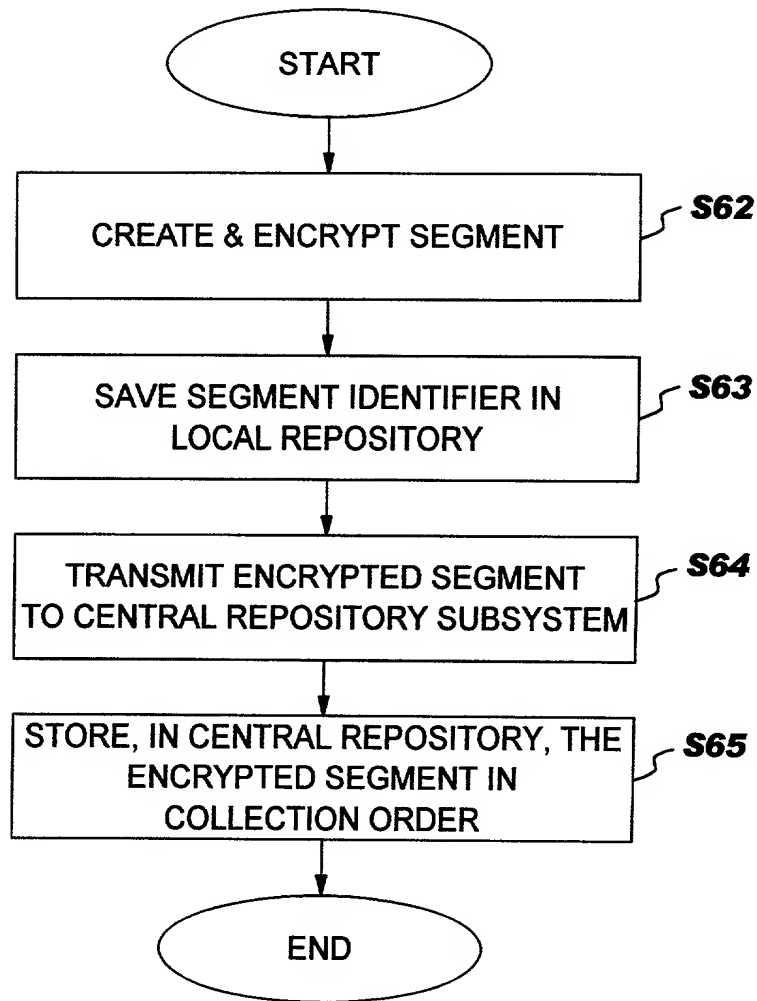 START
CREATE & ENCRYPT SEGMENT
S62
SAVE SEGMENT IDENTIFIER IN
LOCAL REPOSITORY
S63
TRANSMIT ENCRYPTED SEGMENT
TO CENTRAL REPOSITORY SUBSYSTEM
S64
STORE, IN CENTRAL REPOSITORY, THE
ENCRYPTED SEGMENT IN
COLLECTION ORDER
S65
END